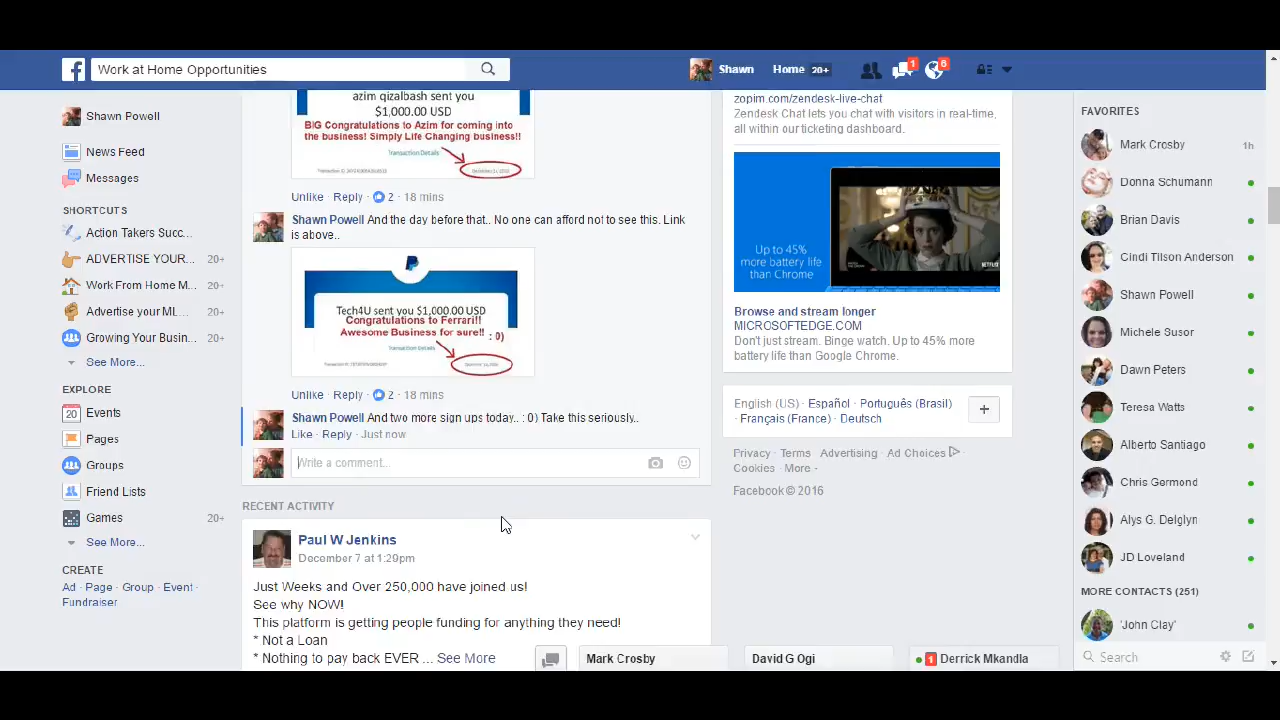 Work at Home Opportunities
Shawn
Home 20+
1
6
Shawn Powell
News Feed
Messages
SHORTCUTS
Action Takers Succ...
ADVERTISE YOUR... 20+
Work From Home M... 20+
Advertise your ML... 20+
Growing Your Busin... 20+
See More...
EXPLORE
20 Events
Pages
Groups
Friend Lists
Games 20+
See More...
CREATE
Ad · Page · Group · Event ·
Fundraiser
azim qizalbash sent you
$1,000.00 USD
BIG Congratulations to Azim for coming into
the business! Simply Life Changing business!!
Transaction Details
Unlike · Reply · 2 · 18 mins
Shawn Powell And the day before that.. No one can afford not to see this. Link
is above..
Tech4U sent you $1,000.00 USD
Congratulations to Ferrari!!
Awesome Business for sure!! : 0)
Transaction Details
Unlike · Reply · 2 · 18 mins
Shawn Powell And two more sign ups today.. : 0) Take this seriously..
Like · Reply · Just now
Write a comment...
RECENT ACTIVITY
Paul W Jenkins
December 7 at 1:29pm
Just Weeks and Over 250,000 have joined us!
See why NOW!
This platform is getting people funding for anything they need!
* Not a Loan
* Nothing to pay back EVER ... See More
zopim.com/zendesk-live-chat
Zendesk Chat lets you chat with visitors in real-time,
all within our ticketing dashboard.
Up to 45%
more battery life
than Chrome
NETFLIX
Browse and stream longer
MICROSOFTEDGE.COM
Don't just stream. Binge watch. Up to 45% more
battery life than Google Chrome.
English (US) · Español · Português (Brasil) ·
Français (France) · Deutsch
Privacy · Terms · Advertising · Ad Choices ·
Cookies · More ·
Facebook © 2016
FAVORITES
Mark Crosby 1h
Donna Schumann
Brian Davis
Cindi Tilson Anderson
Shawn Powell
Michele Susor
Dawn Peters
Teresa Watts
Alberto Santiago
Chris Germond
Alys G. Delglyn
JD Loveland
MORE CONTACTS (251)
'John Clay'
Search
Mark Crosby
David G Ogi
1 Derrick Mkandla